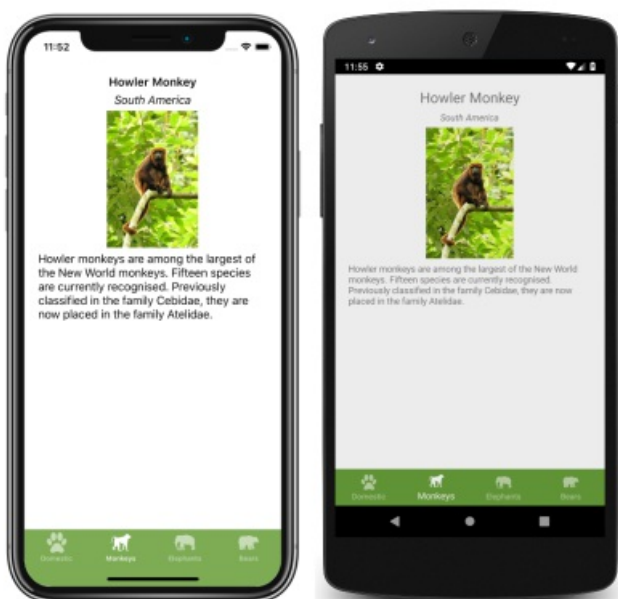 11:52
Howler Monkey
South America
Howler monkeys are among the largest of
the New World monkeys. Fifteen species
are currently recognised. Previously
classified in the family Cebidae, they are
now placed in the family Atelidae.
Domestic Monkeys Elephants Bears
11:55
Howler Monkey
South America
Howler monkeys are among the largest of the New World
monkeys. Fifteen species are currently recognised.
Previously classified in the family Cebidae, they are now
placed in the family Atelidae.
Domestic Monkeys Elephants Bears